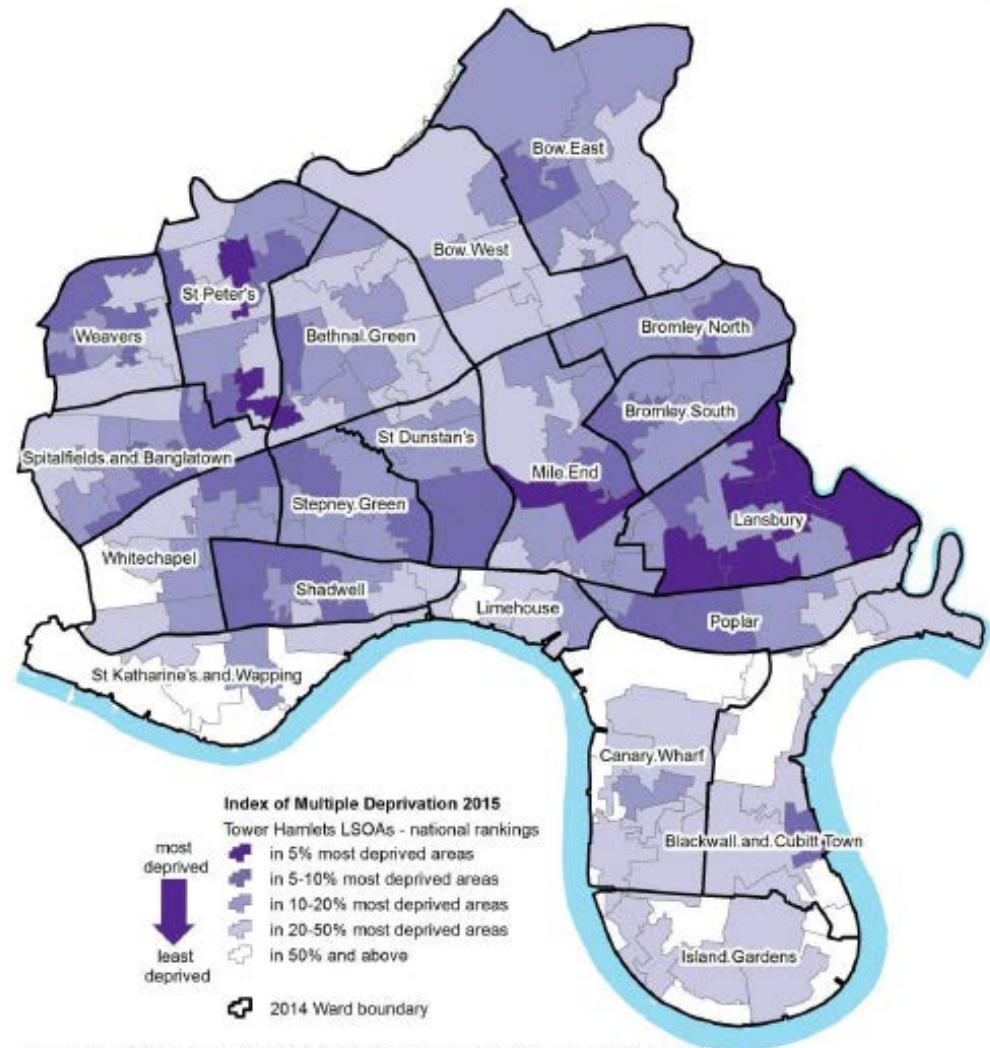 Bow.East
Bow.West
St Peter's
Weavers
Bethnal.Green
Bromley North
Bromley.South
St Dunstan's
Spitalfields.and.Banglatown
Mile.End
Stepney.Green
Lansbury
Whitechapel
Shadwell
Limehouse
Poplar
St Katharine's.and.Wapping
Canary.Wharf
Blackwall.and.Cubitt Town
Island.Gardens
Index of Multiple Deprivation 2015
Tower Hamlets LSOAs - national rankings
most
deprived
least
deprived
in 5% most deprived areas
in 5-10% most deprived areas
in 10-20% most deprived areas
in 20-50% most deprived areas
in 50% and above
2014 Ward boundary